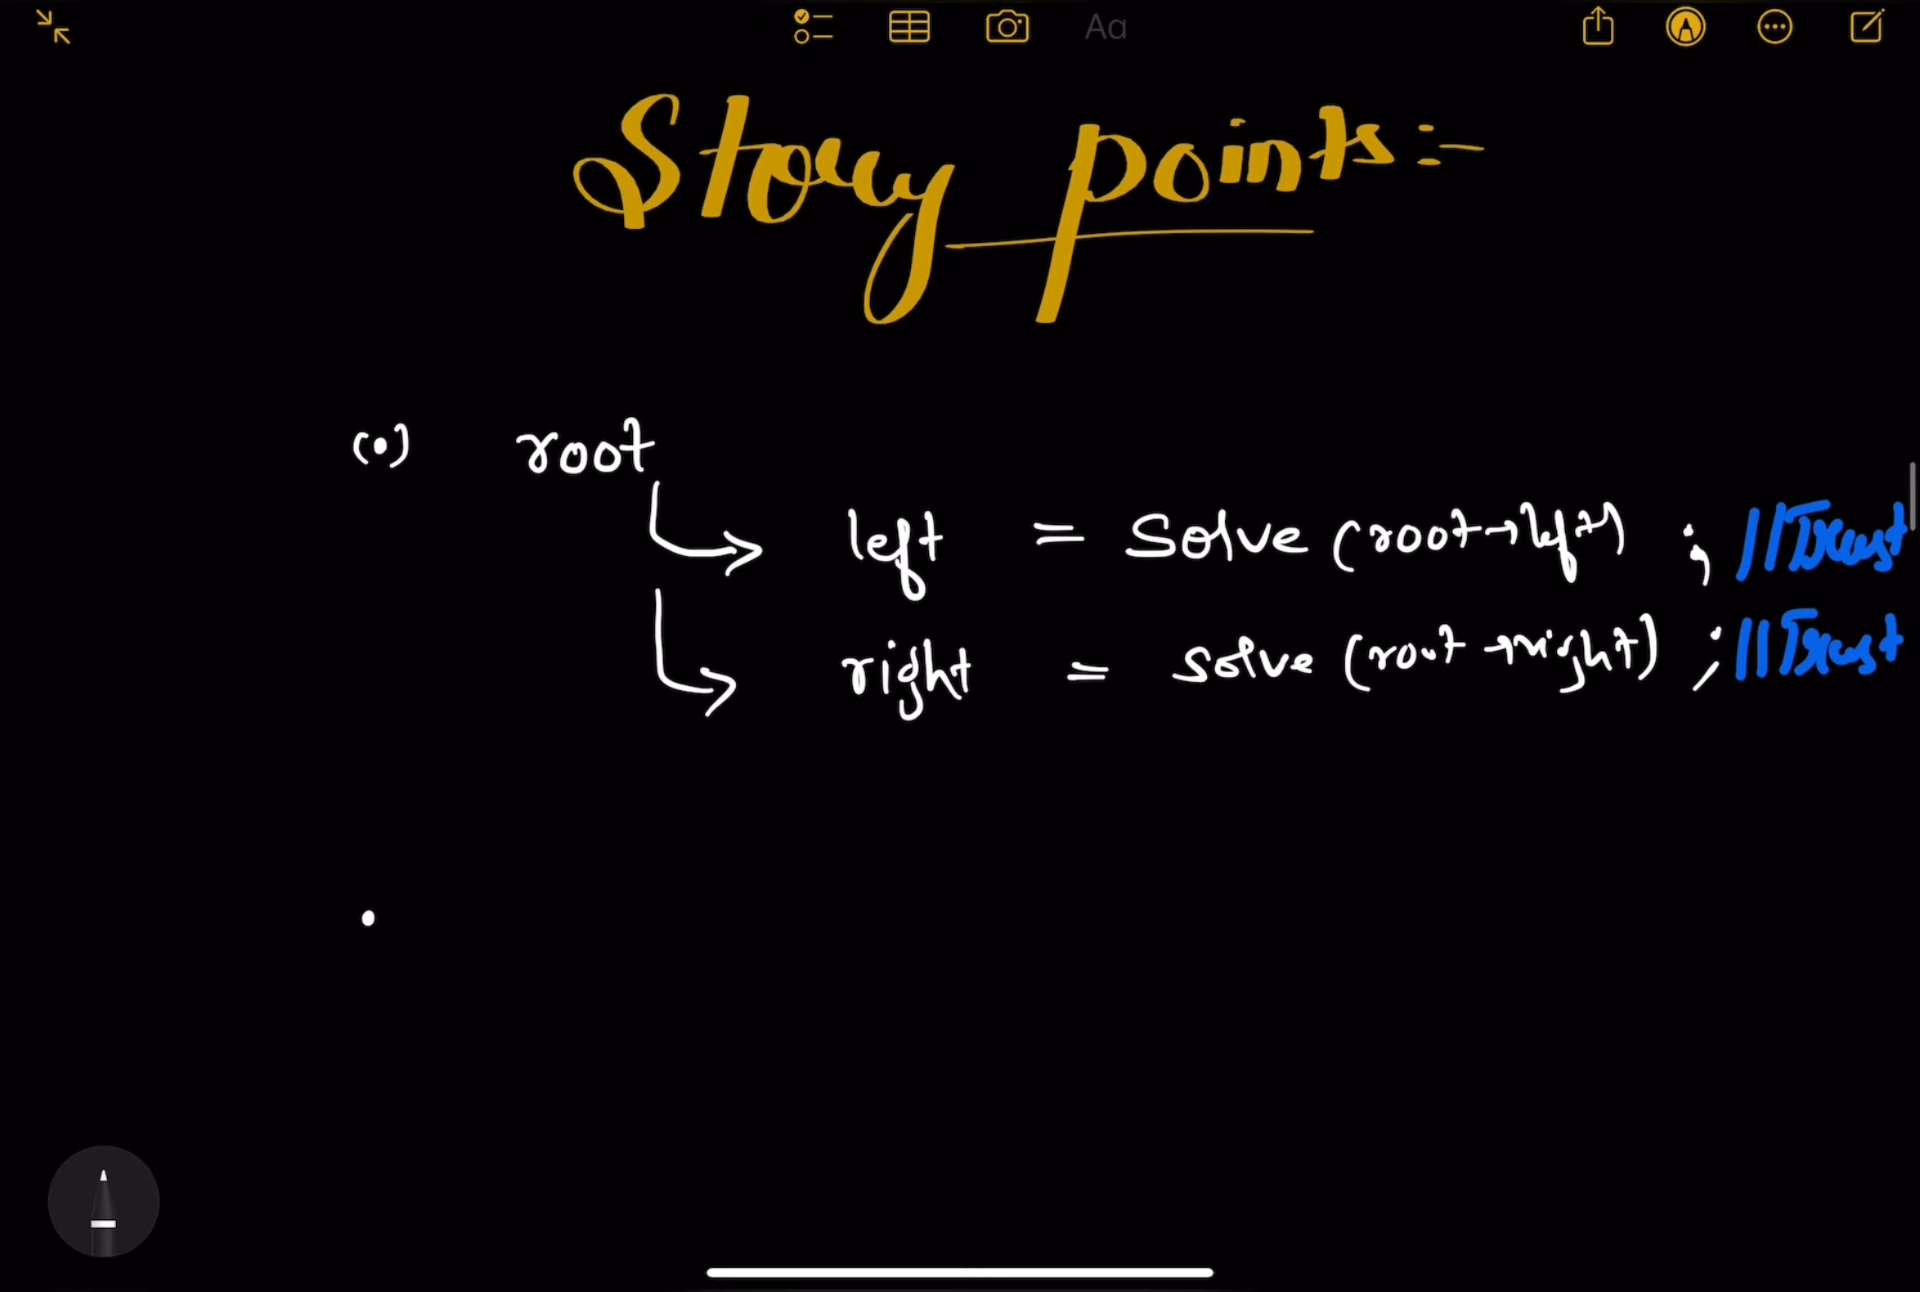 Aa
Story points:-
(•) root
left = Solve (root→left) ; //Trust
right = solve (root→right) ; //Trust